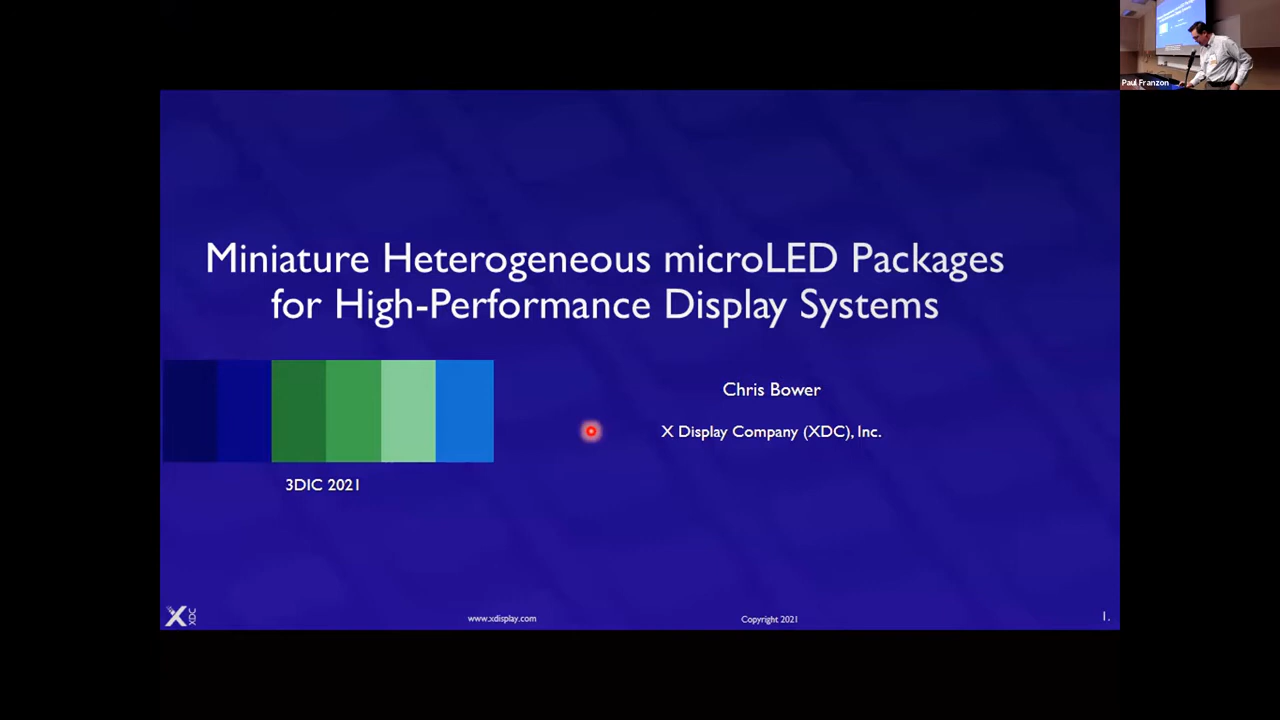 Paul Franzon
Miniature Heterogeneous microLED Packages
for High-Performance Display Systems
Chris Bower
X Display Company (XDC), Inc.
3DIC 2021
X XDC
www.xdisplay.com
Copyright 2021
1.